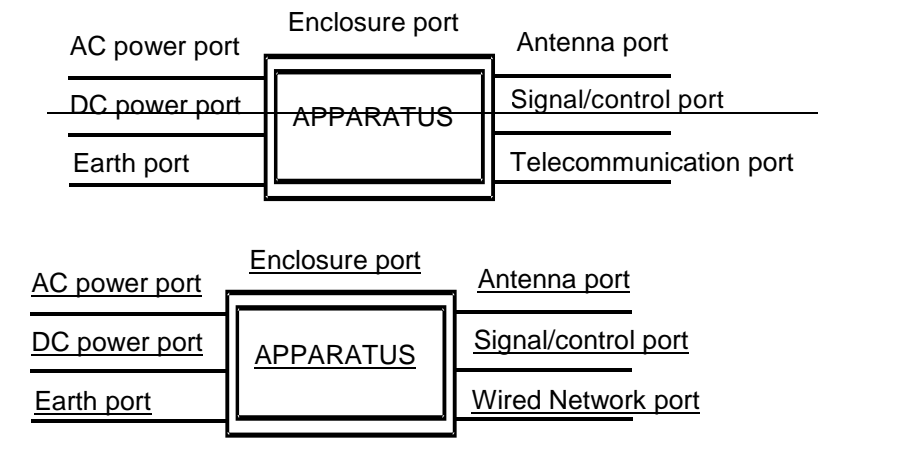 Enclosure port
AC power port
Antenna port
DC power port
APPARATUS
Signal/control port
Earth port
Telecommunication port
Enclosure port
AC power port
Antenna port
DC power port
APPARATUS
Signal/control port
Earth port
Wired Network port